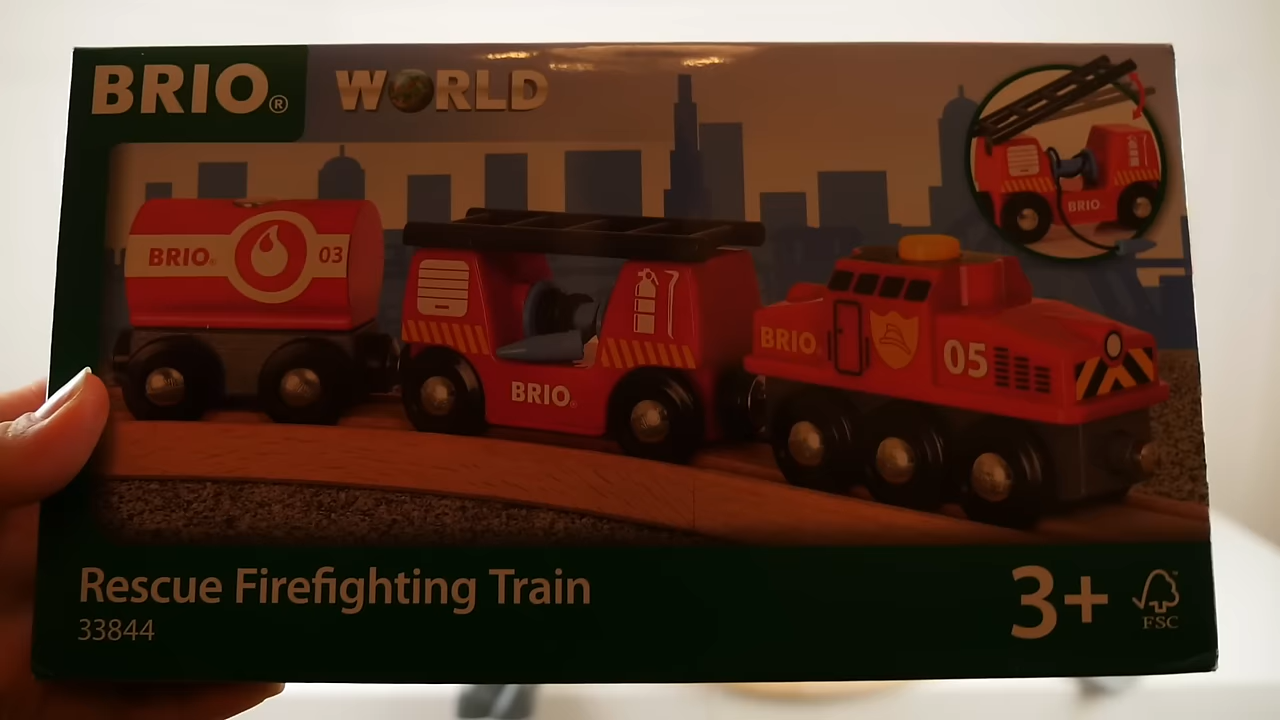 BRIO®
WORLD
BRIO®
03
BRIO®
BRIO®
05
BRIO
Rescue Firefighting Train
33844
3+
FSC